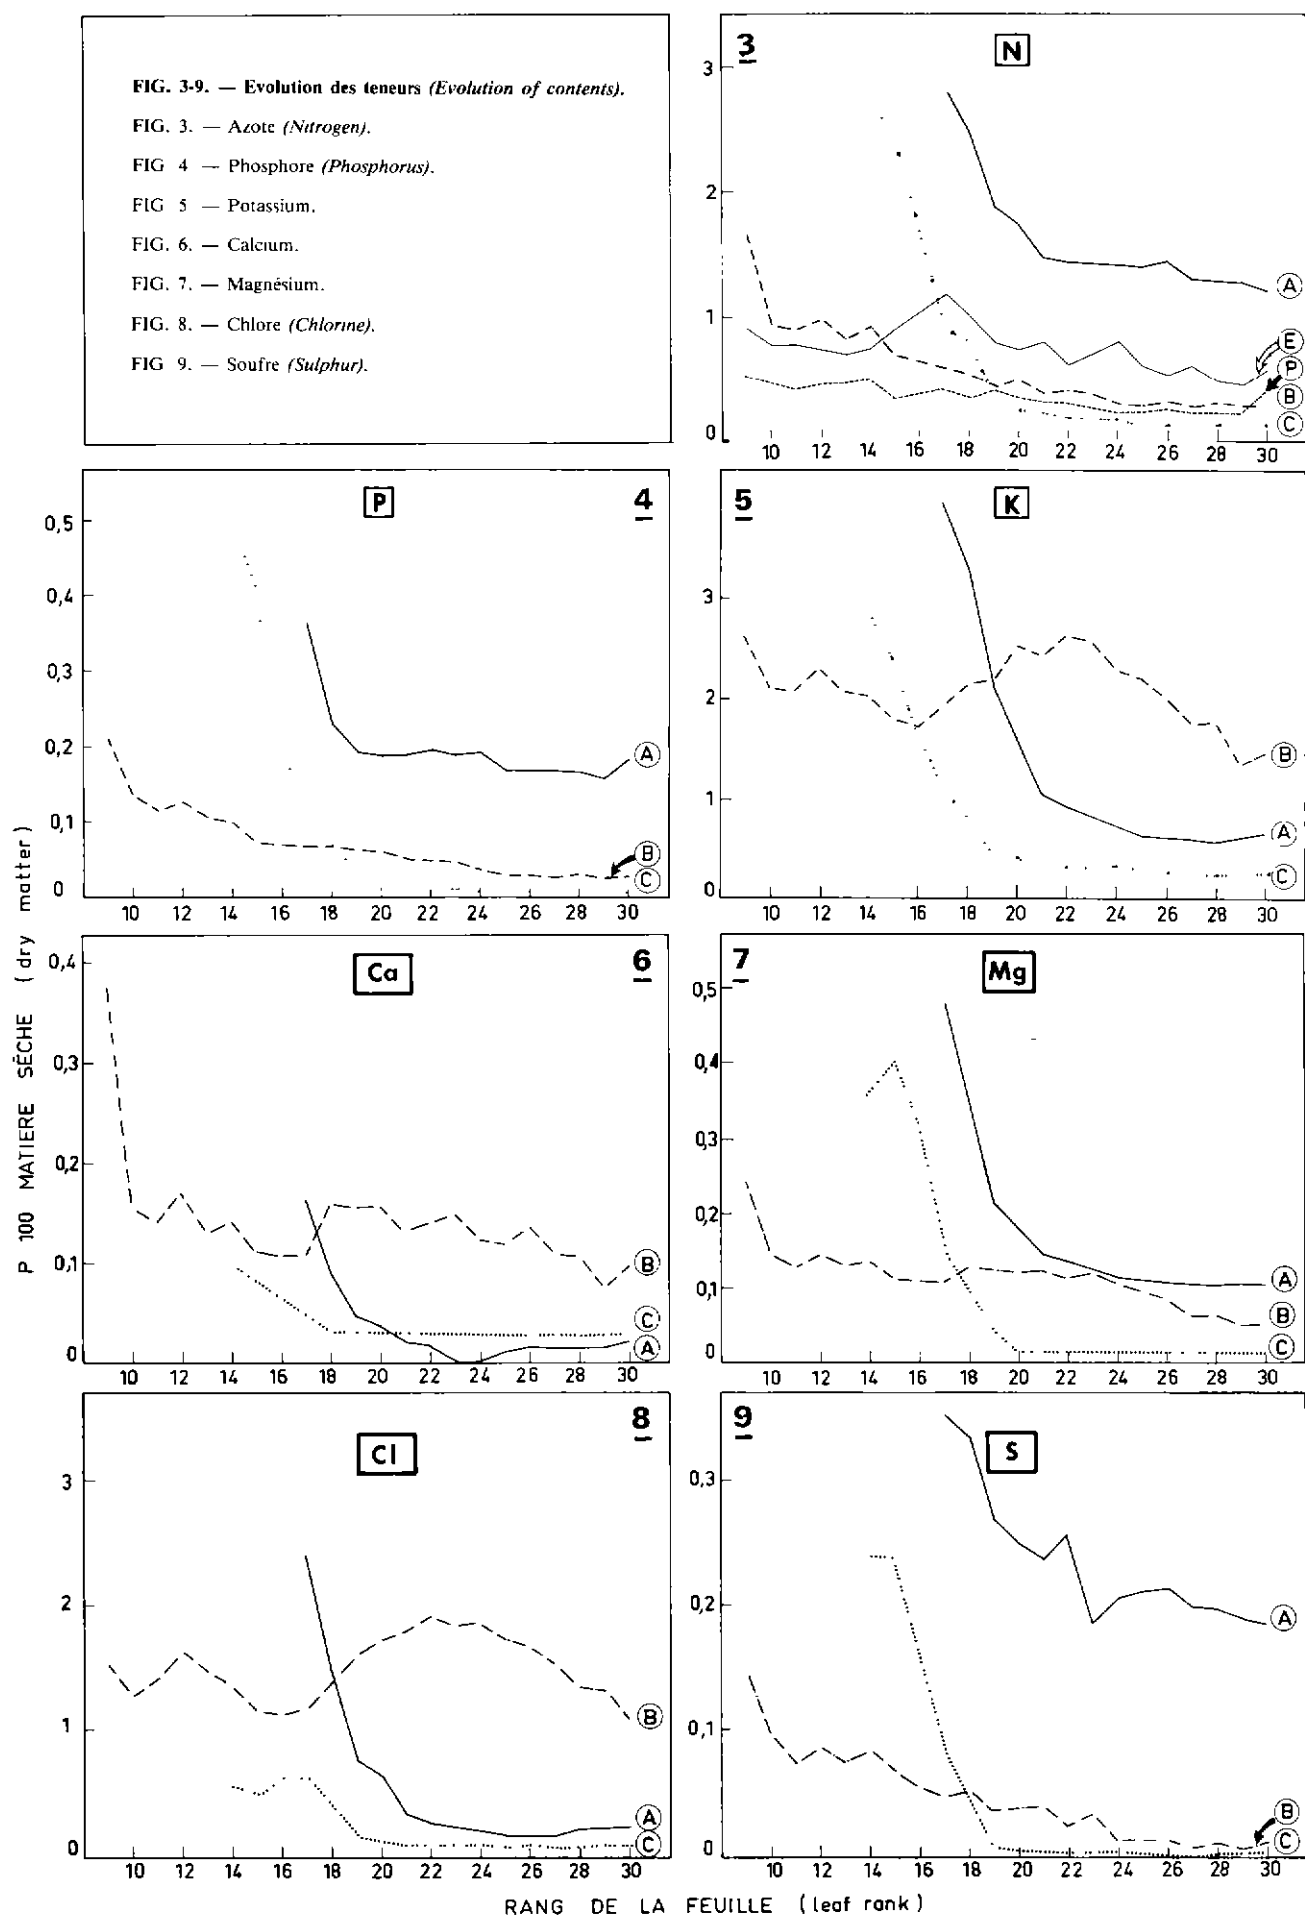 FIG. 3-9. — Evolution des teneurs (Evolution of contents).
FIG. 3. — Azote (Nitrogen).
FIG 4 — Phosphore (Phosphorus).
FIG 5 — Potassium.
FIG. 6. — Calcium.
FIG. 7. — Magnésium.
FIG. 8. — Chlore (Chlorine).
FIG 9. — Soufre (Sulphur).
3 N
3
2
1
0
A
E
P
B
C
10 12 14 16 18 20 22 24 26 28 30
P 4
0,5
0,4
0,3
0,2
0,1
0
A
B
C
10 12 14 16 18 20 22 24 26 28 30
5 K
3
2
1
0
B
A
C
10 12 14 16 18 20 22 24 26 28 30
Ca 6
0,4
0,3
0,2
0,1
0
B
C
A
10 12 14 16 18 20 22 24 26 28 30
7 Mg
0,5
0,4
0,3
0,2
0,1
0
A
B
C
10 12 14 16 18 20 22 24 26 28 30
Cl 8
3
2
1
0
B
A
C
10 12 14 16 18 20 22 24 26 28 30
9 S
0,3
0,2
0,1
0
A
B
C
10 12 14 16 18 20 22 24 26 28 30
P 100 MATIERE SÈCHE (dry matter)
RANG DE LA FEUILLE (leaf rank)